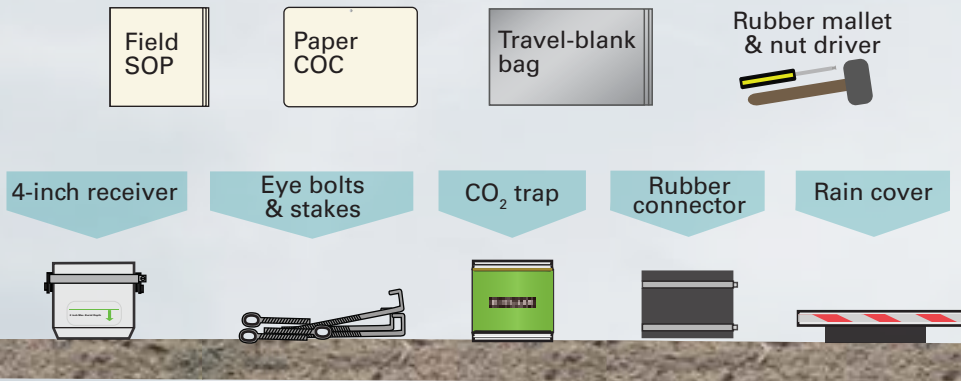 Field
SOP
Paper
COC
Travel-blank
bag
Rubber mallet
& nut driver
4-inch receiver
Eye bolts
& stakes
CO₂ trap
Rubber
connector
Rain cover